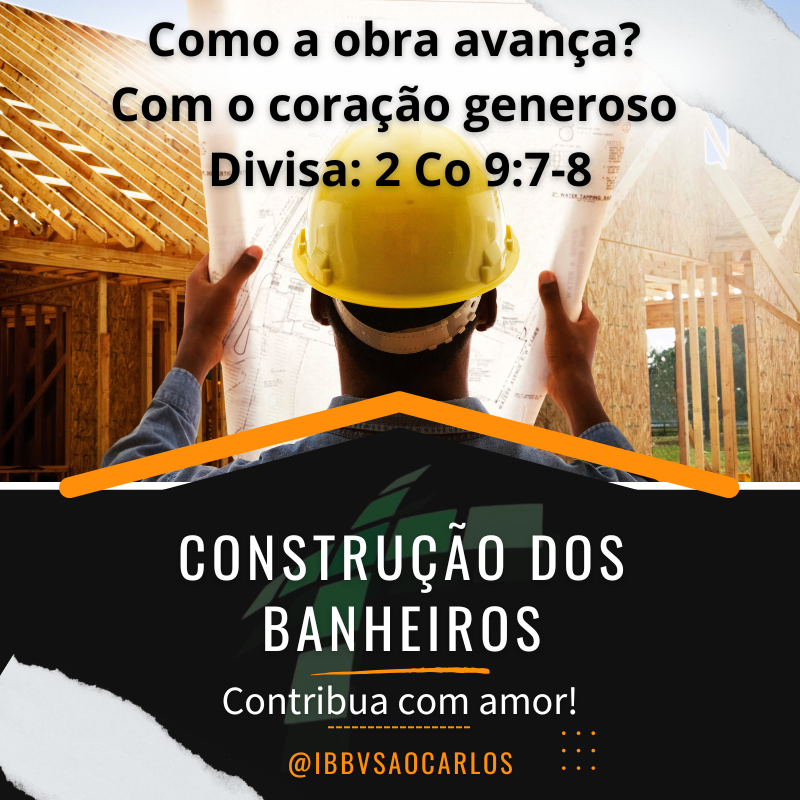 Como a obra avança?
Com o coração generoso
Divisa: 2 Co 9:7-8
CONSTRUÇÃO DOS
BANHEIROS
Contribua com amor!
@IBBVSAOCARLOS